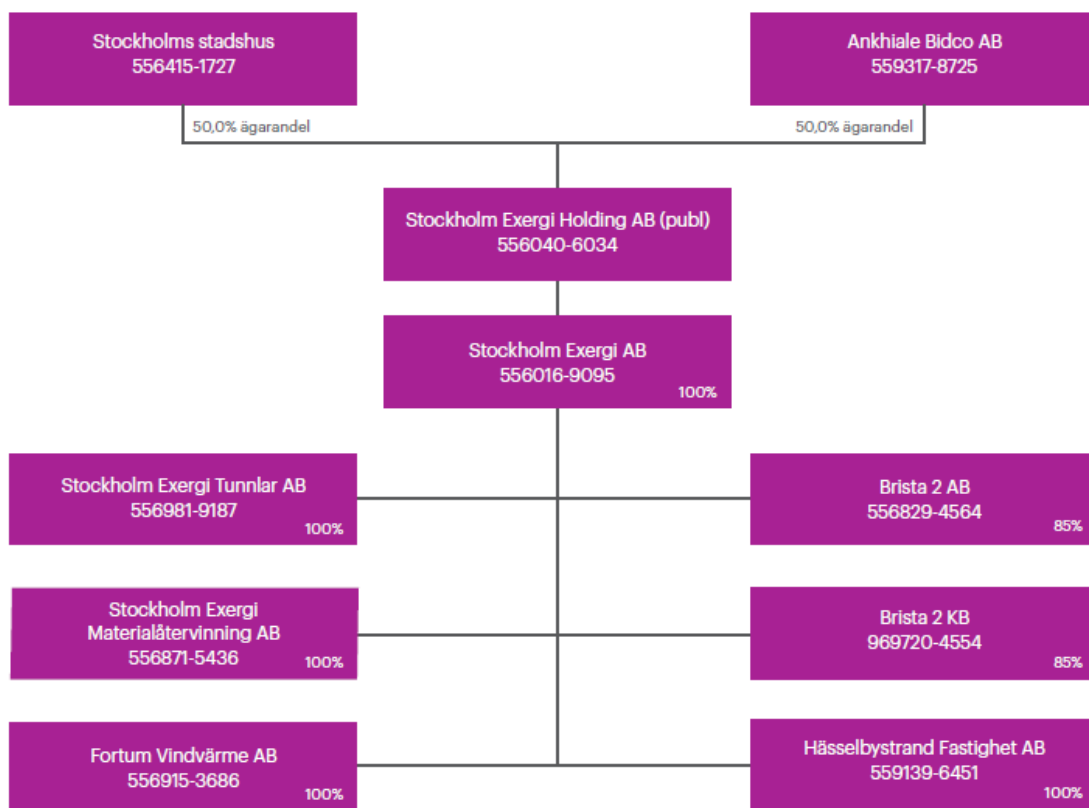 Stockholms stadshus
556415-1727
Ankhiale Bidco AB
559317-8725
50,0% ägarandel
50,0% ägarandel
Stockholm Exergi Holding AB (publ)
556040-6034
Stockholm Exergi AB
556016-9095
100%
Stockholm Exergi Tunnlar AB
556981-9187
100%
Brista 2 AB
556829-4564
85%
Stockholm Exergi
Materialåtervinning AB
556871-5436
100%
Brista 2 KB
969720-4554
85%
Fortum Vindvärme AB
556915-3686
100%
Hässelbystrand Fastighet AB
559139-6451
100%